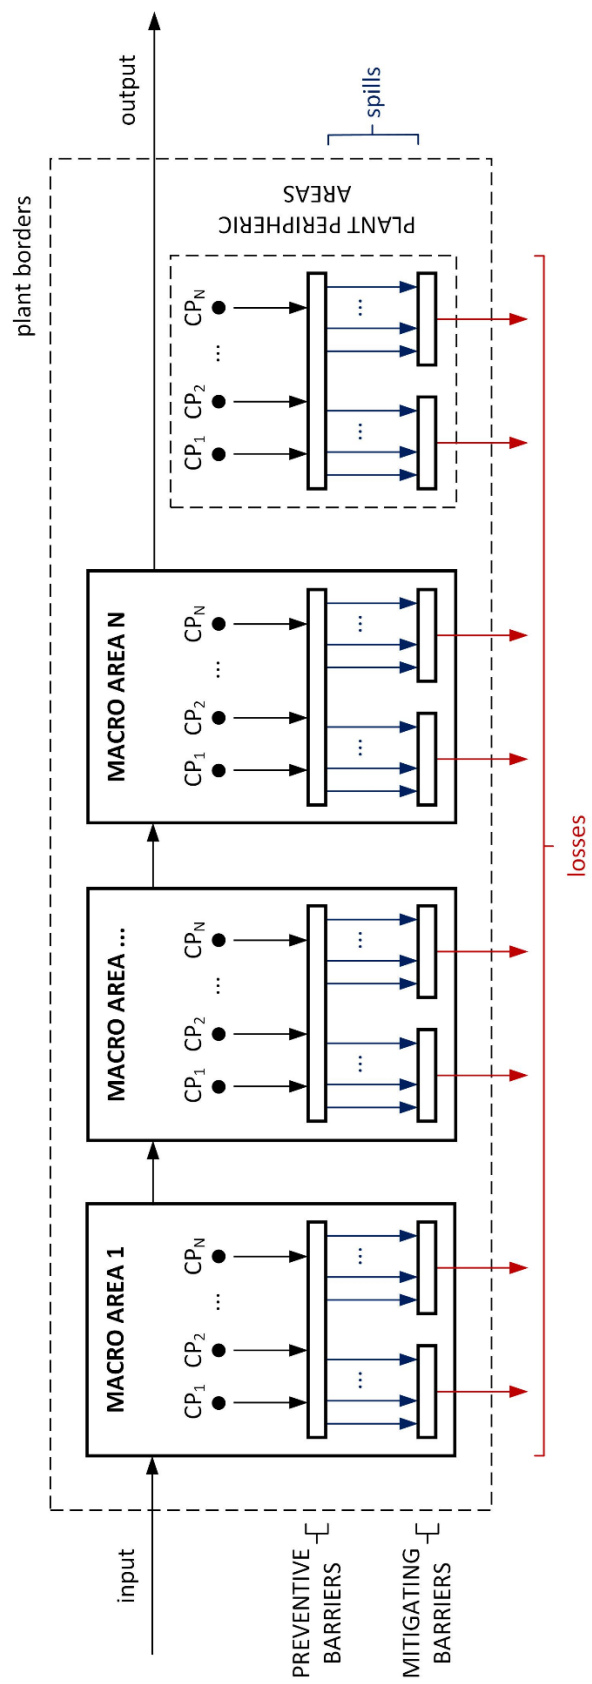 plant borders
input
output
MACRO AREA 1
CP1 CP2 ... CPN
... ...
MACRO AREA ...
CP1 CP2 ... CPN
... ...
MACRO AREA N
CP1 CP2 ... CPN
... ...
PLANT PERIPHERIC
AREAS
CP1 CP2 ... CPN
... ...
PREVENTIVE
BARRIERS
MITIGATING
BARRIERS
spills
losses